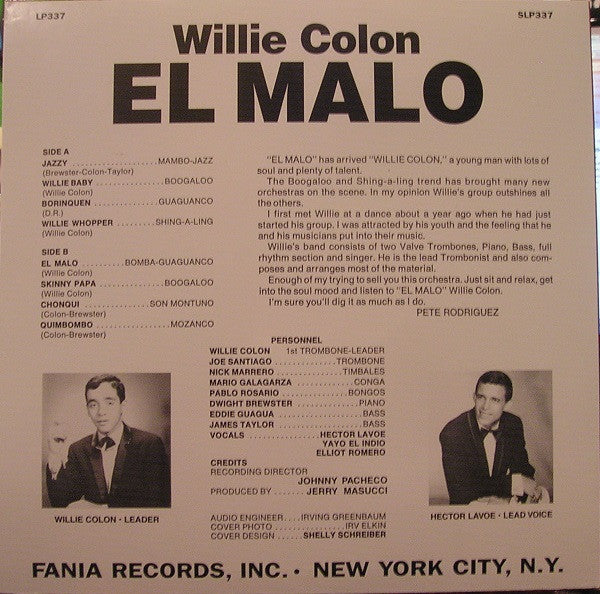 LP337 SLP337
Willie Colon
EL MALO
SIDE A
JAZZY ..................MAMBO-JAZZ
(Brewster-Colon-Taylor)
WILLIE BABY ................BOOGALOO
(Willie Colon)
BORINQUEN ..............GUAGUANCO
(D.R.)
WILLIE WHOPPER .........SHING-A-LING
(Willie Colon)
SIDE B
EL MALO ..........BOMBA-GUAGUANCO
(Willie Colon)
SKINNY PAPA .............BOOGALOO
(Willie Colon)
CHONQUI ..............SON MONTUNO
(Colon-Brewster)
QUIMBOMBO ...............MOZANCO
(Colon-Brewster)
"EL MALO" has arrived "WILLIE COLON," a young man with lots of
soul and plenty of talent.
The Boogaloo and Shing-a-ling trend has brought many new
orchestras on the scene. In my opinion Willie's group outshines all
the others.
I first met Willie at a dance about a year ago when he had just
started his group. I was attracted by his youth and the feeling that he
and his musicians put into their music.
Willie's band consists of two Valve Trombones, Piano, Bass, full
rhythm section and singer. He is the lead Trombonist and also com-
poses and arranges most of the material.
Enough of my trying to sell you this orchestra. Just sit and relax, get
into the soul mood and listen to "EL MALO" Willie Colon.
I'm sure you'll dig it as much as I do.
PETE RODRIGUEZ
PERSONNEL
WILLIE COLON 1st TROMBONE-LEADER
JOE SANTIAGO ..............TROMBONE
NICK MARRERO ..............TIMBALES
MARIO GALAGARZA ............CONGA
PABLO ROSARIO ..............BONGOS
DWIGHT BREWSTER ............PIANO
EDDIE GUAGUA ................BASS
JAMES TAYLOR .................BASS
VOCALS ..............HECTOR LAVOE
YAYO EL INDIO
ELLIOT ROMERO
CREDITS
RECORDING DIRECTOR
JOHNNY PACHECO
PRODUCED BY .......JERRY MASUCCI
AUDIO ENGINEER....IRVING GREENBAUM
COVER PHOTO ..............IRV ELKIN
COVER DESIGN ......SHELLY SCHREIBER
WILLIE COLON • LEADER
HECTOR LAVOE • LEAD VOICE
FANIA RECORDS, INC. • NEW YORK CITY, N.Y.